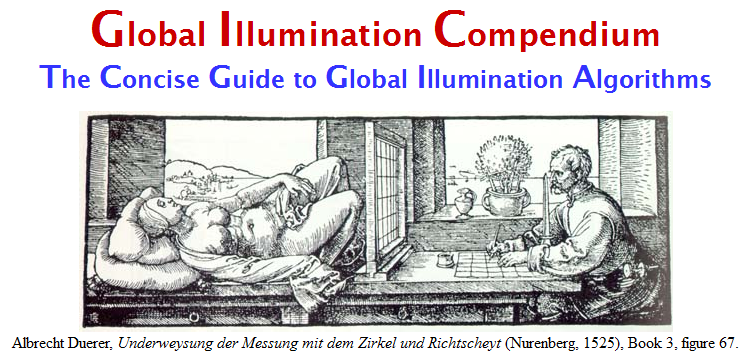 Global Illumination Compendium
The Concise Guide to Global Illumination Algorithms
Albrecht Duerer, Underweysung der Messung mit dem Zirkel und Richtscheyt (Nurenberg, 1525), Book 3, figure 67.